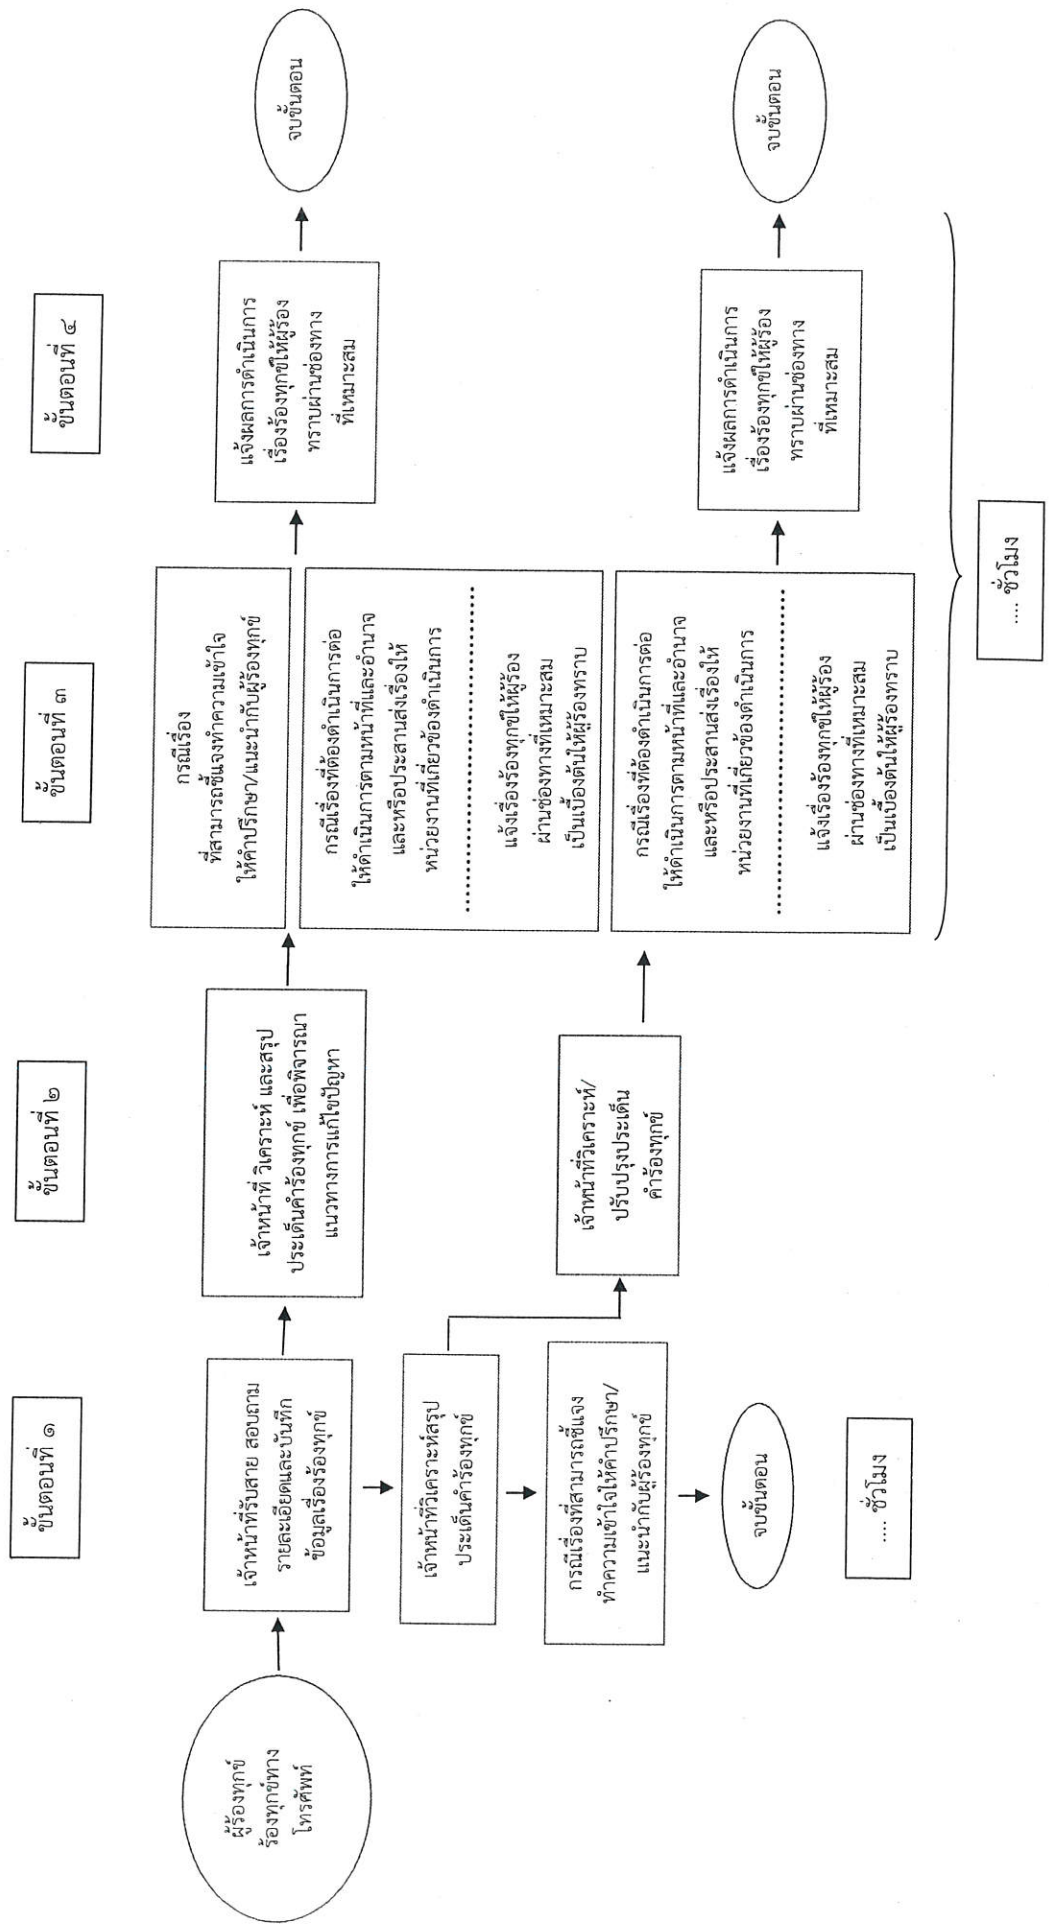 ขั้นตอนที่ ๑
ขั้นตอนที่ ๒
ขั้นตอนที่ ๓
ขั้นตอนที่ ๔
ผู้ร้องทุกข์
ร้องทุกข์ทาง
โทรศัพท์
เจ้าหน้าที่รับสาย สอบถาม
รายละเอียดและบันทึก
ข้อมูลเรื่องร้องทุกข์
เจ้าหน้าที่ วิเคราะห์ และสรุป
ประเด็นคำร้องทุกข์ เพื่อพิจารณา
แนวทางการแก้ไขปัญหา
กรณีเรื่อง
ที่สามารถชี้แจงทำความเข้าใจ
ให้คำปรึกษา/แนะนำกับผู้ร้องทุกข์
กรณีเรื่องที่ต้องดำเนินการต่อ
ให้ดำเนินการตามหน้าที่และอำนาจ
และหรือประสานส่งเรื่องให้
หน่วยงานที่เกี่ยวข้องดำเนินการ
แจ้งเรื่องร้องทุกข์ให้ผู้ร้อง
ผ่านช่องทางที่เหมาะสม
เป็นเบื้องต้นให้ผู้ร้องทราบ
แจ้งผลการดำเนินการ
เรื่องร้องทุกข์ให้ผู้ร้อง
ทราบผ่านช่องทาง
ที่เหมาะสม
จบขั้นตอน
เจ้าหน้าที่วิเคราะห์สรุป
ประเด็นคำร้องทุกข์
เจ้าหน้าที่วิเคราะห์/
ปรับปรุงประเด็น
คำร้องทุกข์
กรณีเรื่องที่ต้องดำเนินการต่อ
ให้ดำเนินการตามหน้าที่และอำนาจ
และหรือประสานส่งเรื่องให้
หน่วยงานที่เกี่ยวข้องดำเนินการ
แจ้งเรื่องร้องทุกข์ให้ผู้ร้อง
ผ่านช่องทางที่เหมาะสม
เป็นเบื้องต้นให้ผู้ร้องทราบ
แจ้งผลการดำเนินการ
เรื่องร้องทุกข์ให้ผู้ร้อง
ทราบผ่านช่องทาง
ที่เหมาะสม
จบขั้นตอน
กรณีเรื่องที่สามารถชี้แจง
ทำความเข้าใจให้คำปรึกษา/
แนะนำกับผู้ร้องทุกข์
จบขั้นตอน
.... ชั่วโมง
.... ชั่วโมง